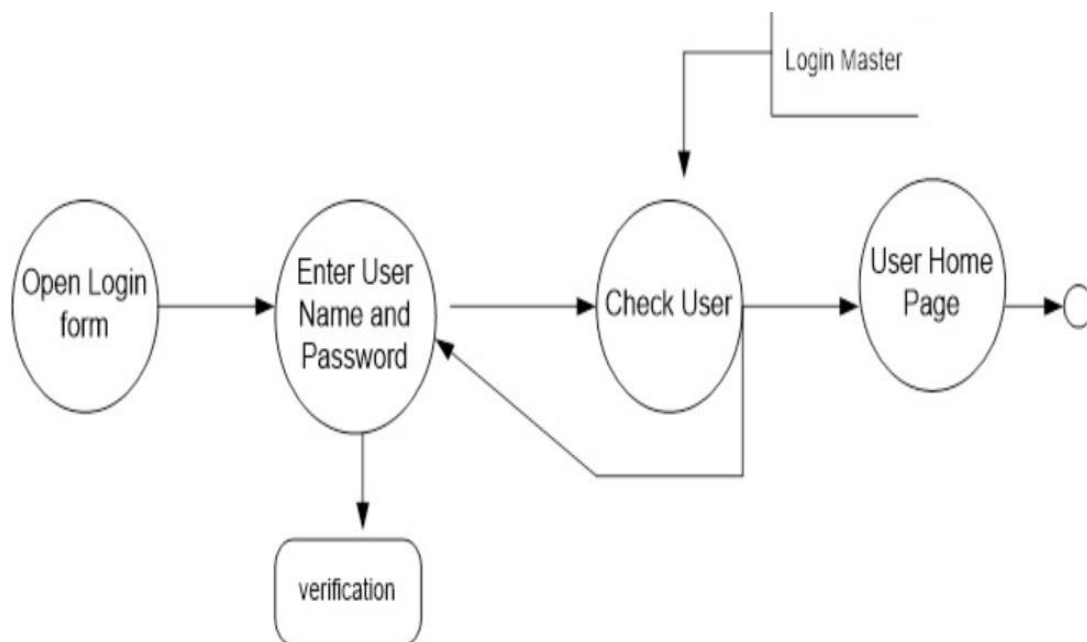 Login Master
Open Login
form
Enter User
Name and
Password
Check User
User Home
Page
verification